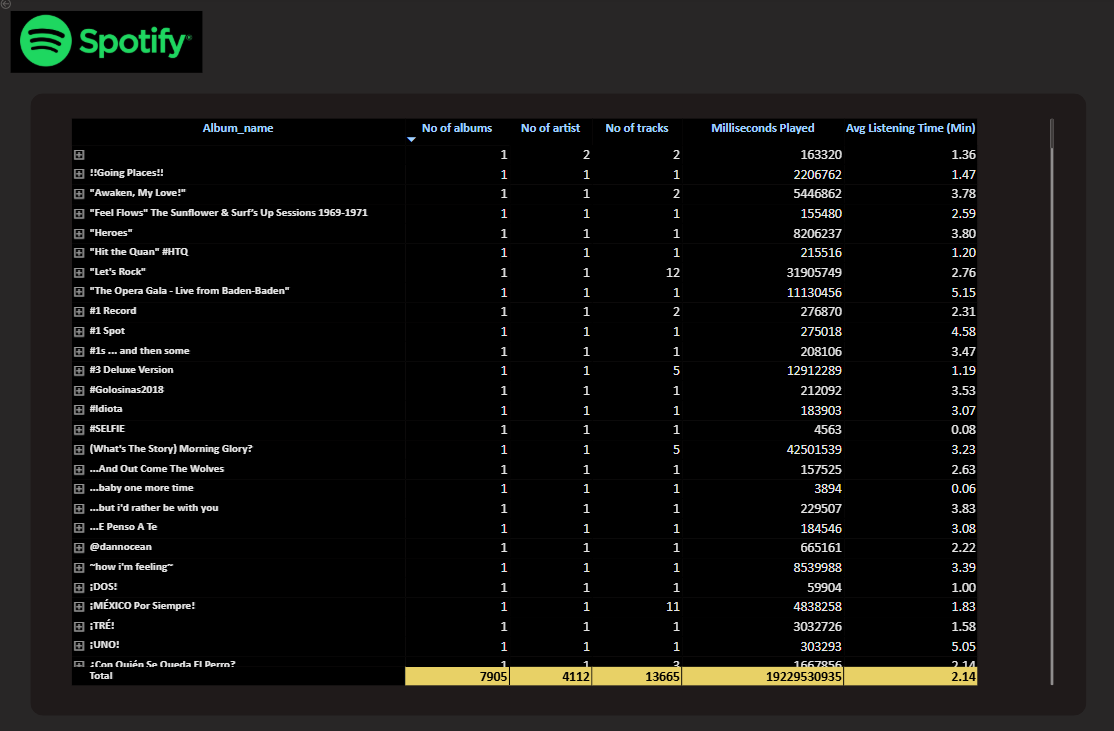 Spotify
Album_name No of albums No of artist No of tracks Milliseconds Played Avg Listening Time (Min)
1 2 2 163320 1.36
!!Going Places!! 1 1 1 2206762 1.47
"Awaken, My Love!" 1 1 2 5446862 3.78
"Feel Flows" The Sunflower & Surf's Up Sessions 1969-1971 1 1 1 155480 2.59
"Heroes" 1 1 1 8206237 3.80
"Hit the Quan" #HTQ 1 1 1 215516 1.20
"Let's Rock" 1 1 12 31905749 2.76
"The Opera Gala - Live from Baden-Baden" 1 1 1 11130456 5.15
#1 Record 1 1 2 276870 2.31
#1 Spot 1 1 1 275018 4.58
#1s ... and then some 1 1 1 208106 3.47
#3 Deluxe Version 1 1 5 12912289 1.19
#Golosinas2018 1 1 1 212092 3.53
#Idiota 1 1 1 183903 3.07
#SELFIE 1 1 1 4563 0.08
(What's The Story) Morning Glory? 1 1 5 42501539 3.23
...And Out Come The Wolves 1 1 1 157525 2.63
...baby one more time 1 1 1 3894 0.06
...but i'd rather be with you 1 1 1 229507 3.83
...E Penso A Te 1 1 1 184546 3.08
@dannocean 1 1 1 665161 2.22
~how i'm feeling~ 1 1 1 8539988 3.39
¡DOS! 1 1 1 59904 1.00
¡MÉXICO Por Siempre! 1 1 11 4838258 1.83
¡TRÉ! 1 1 1 3032726 1.58
¡UNO! 1 1 1 303293 5.05
¿Con Quién Se Queda El Perro? 1 1 3 1667856 2.14
Total 7905 4112 13665 19229530935 2.14